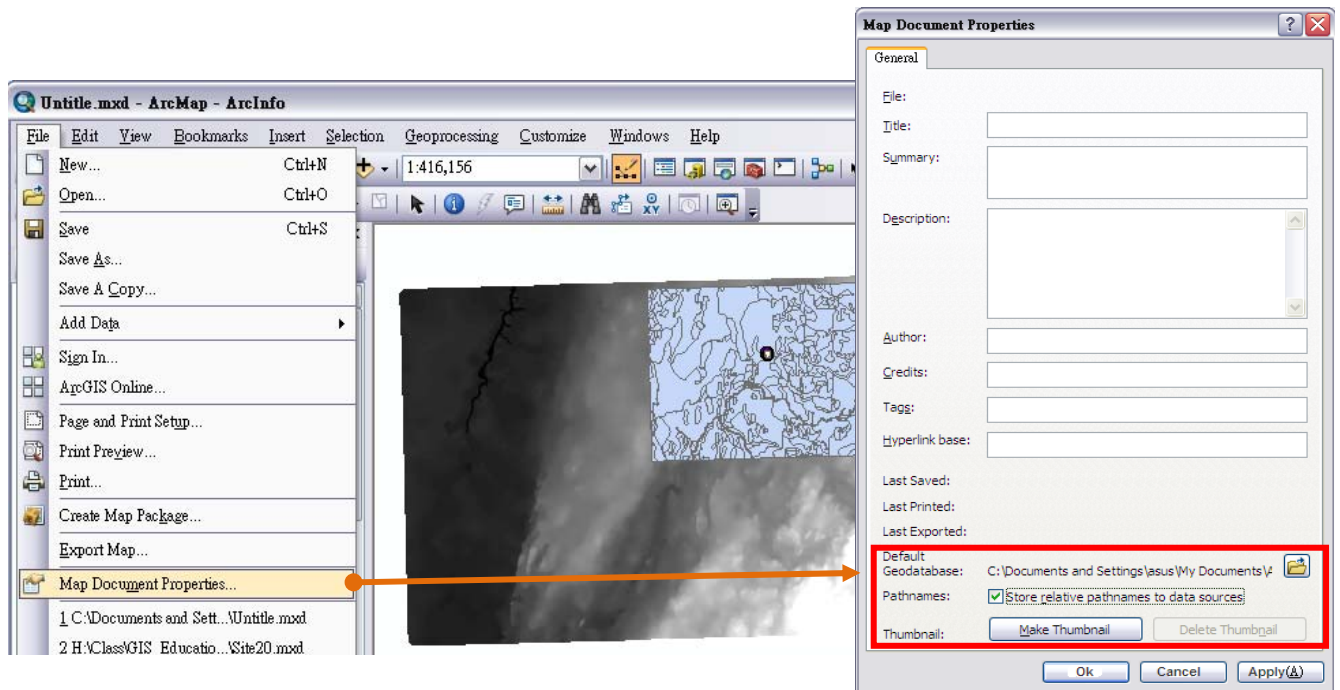 Untitle.mxd - ArcMap - ArcInfo
File Edit View Bookmarks Insert Selection Geoprocessing Customize Windows Help
New... Ctrl+N
1:416,156
Open... Ctrl+O
Save Ctrl+S
Save As...
Save A Copy...
Add Data
Sign In...
ArcGIS Online...
Page and Print Setup...
Print Preview...
Print...
Create Map Package...
Export Map...
Map Document Properties...
1 C:\Documents and Sett...\Untitle.mxd
2 H:\Class\GIS_Educatio...\Site20.mxd
XY
Map Document Properties
General
File:
Title:
Summary:
Description:
Author:
Credits:
Tags:
Hyperlink base:
Last Saved:
Last Printed:
Last Exported:
Default
Geodatabase: C:\Documents and Settings\asus\My Documents\
Pathnames: Store relative pathnames to data sources
Thumbnail: Make Thumbnail Delete Thumbnail
Ok Cancel Apply(A)